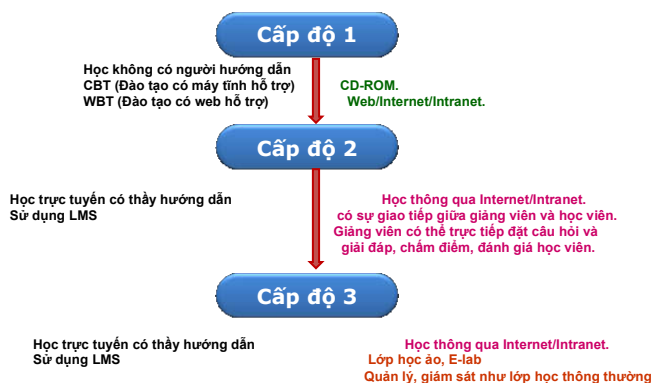 Cấp độ 1
Học không có người hướng dẫn
CBT (Đào tạo có máy tĩnh hỗ trợ)
WBT (Đào tạo có web hỗ trợ)
CD-ROM.
Web/Internet/Intranet.
Cấp độ 2
Học trực tuyến có thầy hướng dẫn
Sử dụng LMS
Học thông qua Internet/Intranet.
có sự giao tiếp giữa giảng viên và học viên.
Giảng viên có thể trực tiếp đặt câu hỏi và
giải đáp, chấm điểm, đánh giá học viên.
Cấp độ 3
Học trực tuyến có thầy hướng dẫn
Sử dụng LMS
Học thông qua Internet/Intranet.
Lớp học ảo, E-lab
Quản lý, giám sát như lớp học thông thường